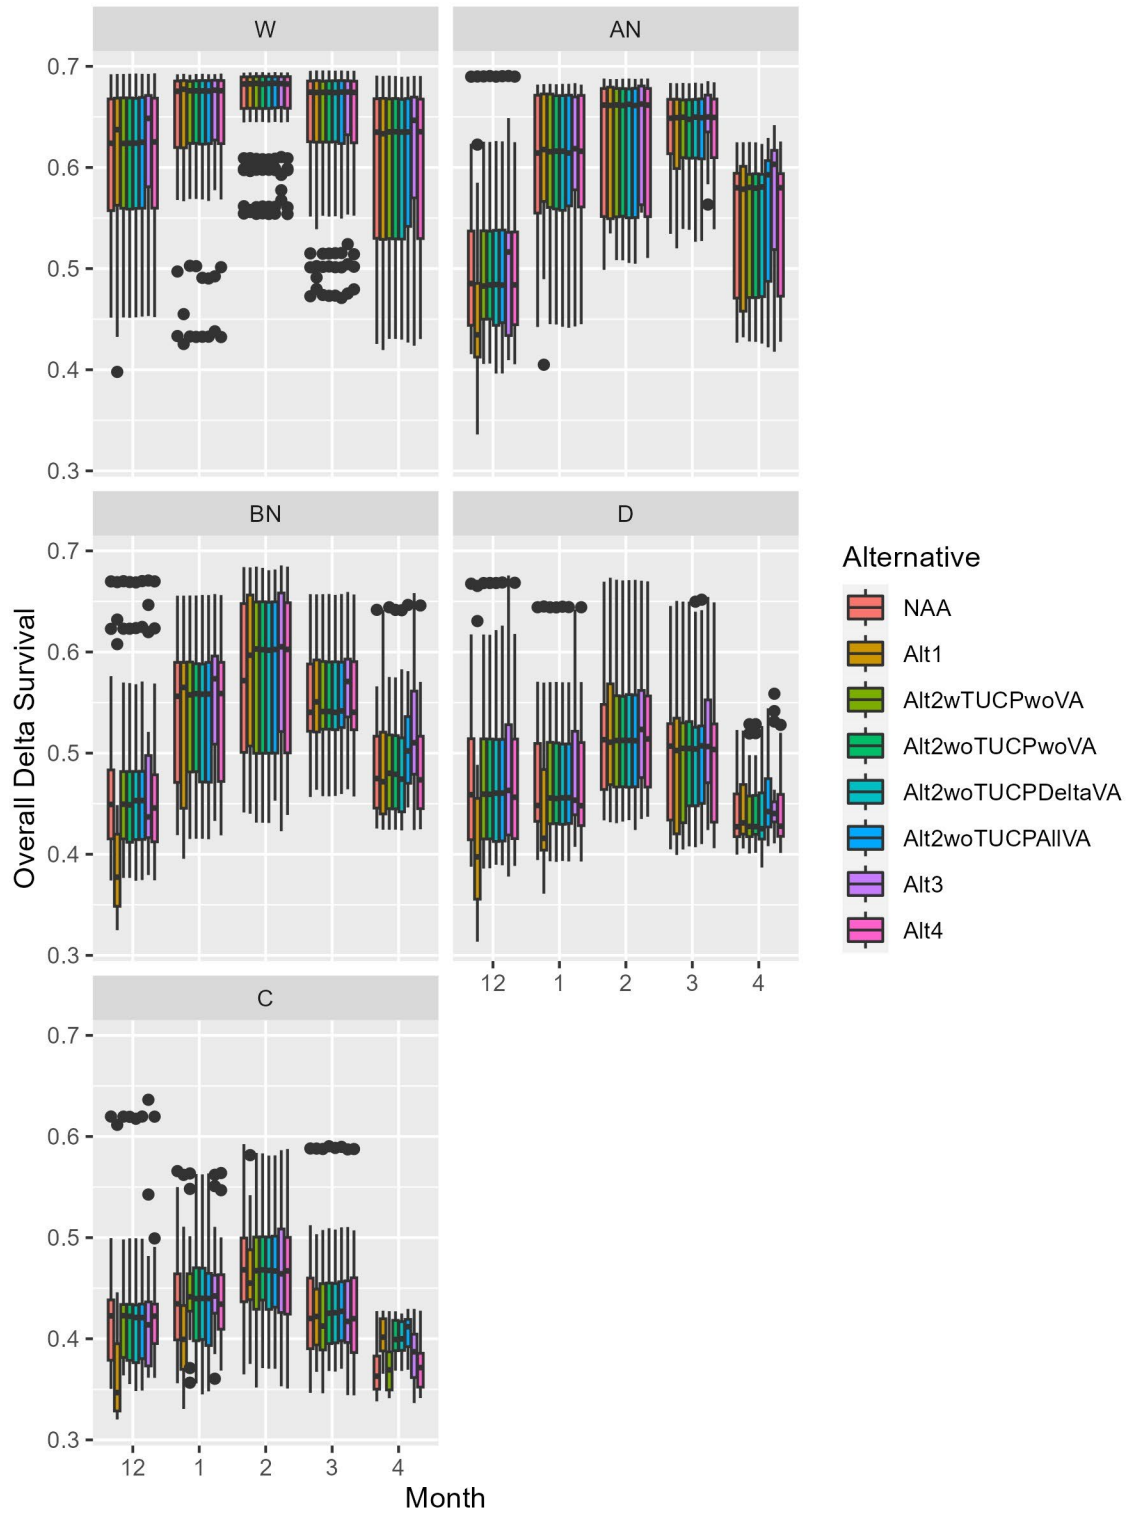 W
AN
0.7
0.6
0.5
0.4
0.3
BN
D
0.7
0.6
0.5
0.4
0.3
12 1 2 3 4
C
0.7
0.6
0.5
0.4
0.3
12 1 2 3 4
Month
Overall Delta Survival
Alternative
NAA
Alt1
Alt2wTUCPwoVA
Alt2woTUCPwoVA
Alt2woTUCPDeltaVA
Alt2woTUCPAllVA
Alt3
Alt4